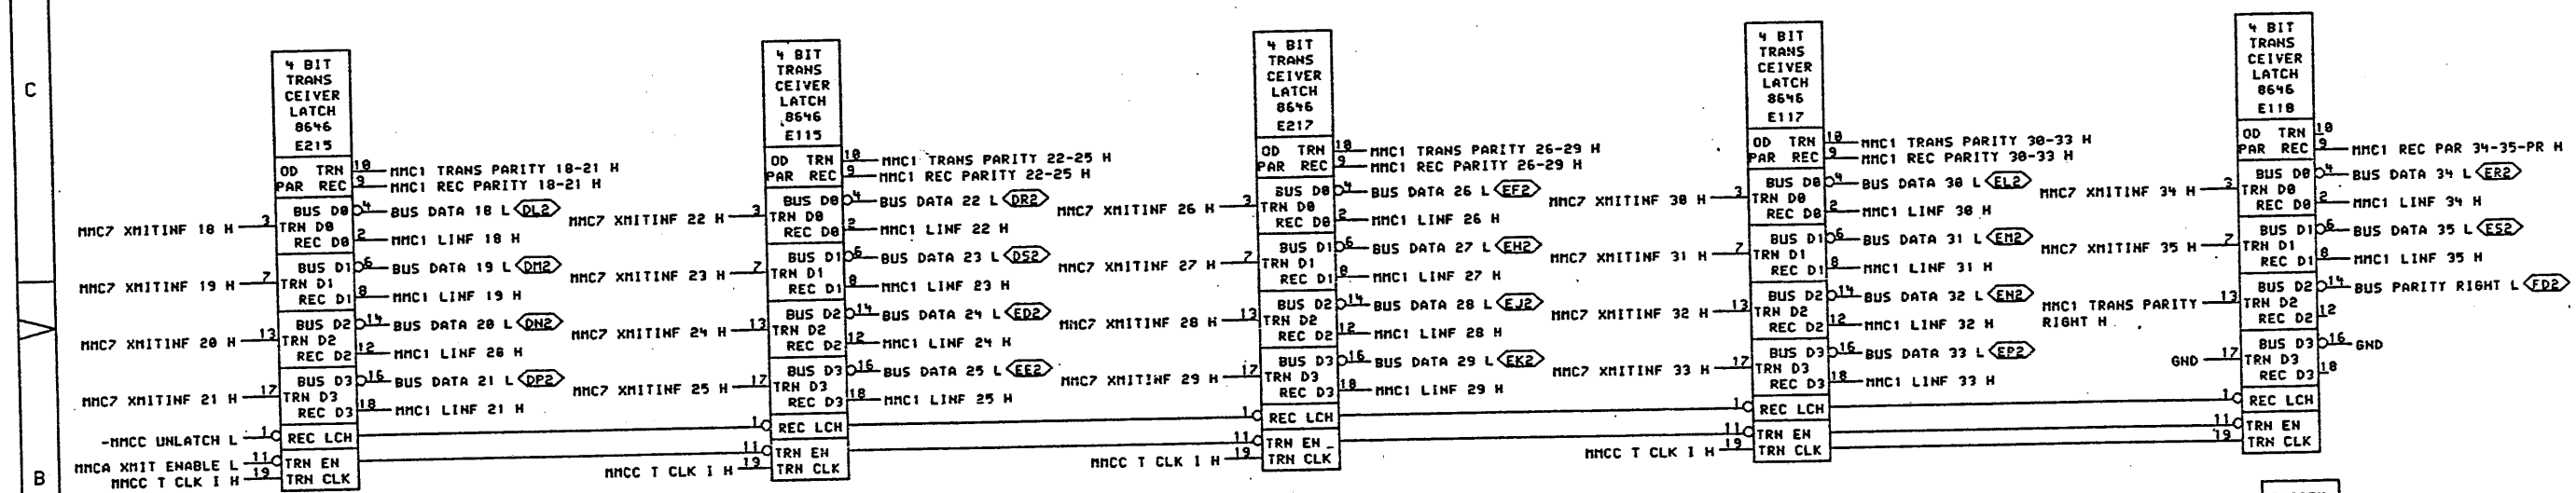 C
B
4 BIT
TRANS
CEIVER
LATCH
8646
E215
OD TRN 10 MMC1 TRANS PARITY 18-21 H
PAR REC 9 MMC1 REC PARITY 18-21 H
BUS D0 4 BUS DATA 18 L DL2
MMC7 XMITINF 18 H 3 TRN D0
REC D0 2 MMC1 LINF 18 H
BUS D1 6 BUS DATA 19 L DM2
MMC7 XMITINF 19 H 7 TRN D1
REC D1 8 MMC1 LINF 19 H
BUS D2 14 BUS DATA 20 L DN2
MMC7 XMITINF 20 H 13 TRN D2
REC D2 12 MMC1 LINF 20 H
BUS D3 16 BUS DATA 21 L DP2
MMC7 XMITINF 21 H 17 TRN D3
REC D3 18 MMC1 LINF 21 H
-MMCC UNLATCH L 1 REC LCH
MMCA XMIT ENABLE L 11 TRN EN
MMCC T CLK I H 19 TRN CLK
4 BIT
TRANS
CEIVER
LATCH
8646
E115
OD TRN 10 MMC1 TRANS PARITY 22-25 H
PAR REC 9 MMC1 REC PARITY 22-25 H
BUS D0 4 BUS DATA 22 L DR2
MMC7 XMITINF 22 H 3 TRN D0
REC D0 2 MMC1 LINF 22 H
BUS D1 6 BUS DATA 23 L DS2
MMC7 XMITINF 23 H 7 TRN D1
REC D1 8 MMC1 LINF 23 H
BUS D2 14 BUS DATA 24 L ED2
MMC7 XMITINF 24 H 13 TRN D2
REC D2 12 MMC1 LINF 24 H
BUS D3 16 BUS DATA 25 L EE2
MMC7 XMITINF 25 H 17 TRN D3
REC D3 18 MMC1 LINF 25 H
1 REC LCH
11 TRN EN
MMCC T CLK I H 19 TRN CLK
4 BIT
TRANS
CEIVER
LATCH
8646
E217
OD TRN 10 MMC1 TRANS PARITY 26-29 H
PAR REC 9 MMC1 REC PARITY 26-29 H
BUS D0 4 BUS DATA 26 L EF2
MMC7 XMITINF 26 H 3 TRN D0
REC D0 2 MMC1 LINF 26 H
BUS D1 6 BUS DATA 27 L EH2
MMC7 XMITINF 27 H 7 TRN D1
REC D1 8 MMC1 LINF 27 H
BUS D2 14 BUS DATA 28 L EJ2
MMC7 XMITINF 28 H 13 TRN D2
REC D2 12 MMC1 LINF 28 H
BUS D3 16 BUS DATA 29 L EK2
MMC7 XMITINF 29 H 17 TRN D3
REC D3 18 MMC1 LINF 29 H
1 REC LCH
11 TRN EN
MMCC T CLK I H 19 TRN CLK
4 BIT
TRANS
CEIVER
LATCH
8646
E117
OD TRN 10 MMC1 TRANS PARITY 30-33 H
PAR REC 9 MMC1 REC PARITY 30-33 H
BUS D0 4 BUS DATA 30 L EL2
MMC7 XMITINF 30 H 3 TRN D0
REC D0 2 MMC1 LINF 30 H
BUS D1 6 BUS DATA 31 L EM2
MMC7 XMITINF 31 H 7 TRN D1
REC D1 8 MMC1 LINF 31 H
BUS D2 14 BUS DATA 32 L EN2
MMC7 XMITINF 32 H 13 TRN D2
REC D2 12 MMC1 LINF 32 H
BUS D3 16 BUS DATA 33 L EP2
MMC7 XMITINF 33 H 17 TRN D3
REC D3 18 MMC1 LINF 33 H
1 REC LCH
11 TRN EN
MMCC T CLK I H 19 TRN CLK
4 BIT
TRANS
CEIVER
LATCH
8646
E118
OD TRN 10
PAR REC 9 MMC1 REC PAR 34-35-PR H
BUS D0 4 BUS DATA 34 L ER2
MMC7 XMITINF 34 H 3 TRN D0
REC D0 2 MMC1 LINF 34 H
BUS D1 6 BUS DATA 35 L ES2
MMC7 XMITINF 35 H 7 TRN D1
REC D1 8 MMC1 LINF 35 H
BUS D2 14 BUS PARITY RIGHT L FD2
MMC1 TRANS PARITY 13 TRN D2
RIGHT H
REC D2 12
BUS D3 16 GND
GND 17 TRN D3
REC D3 18
1 REC LCH
11 TRN EN
19 TRN CLK